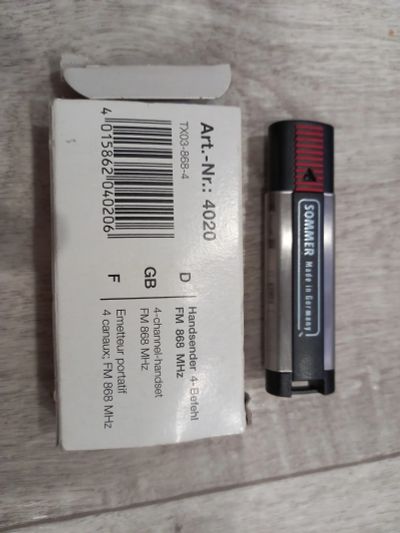 Art.-Nr.: 4020
TX03-868-4
4 015862 040206
D Handsender 4-Befehl
FM 868 MHz
GB 4-channel-handset
FM 868 MHz
F Emetteur portatif
4 canaux; FM 868 MHz
SOMMER Made in Germany